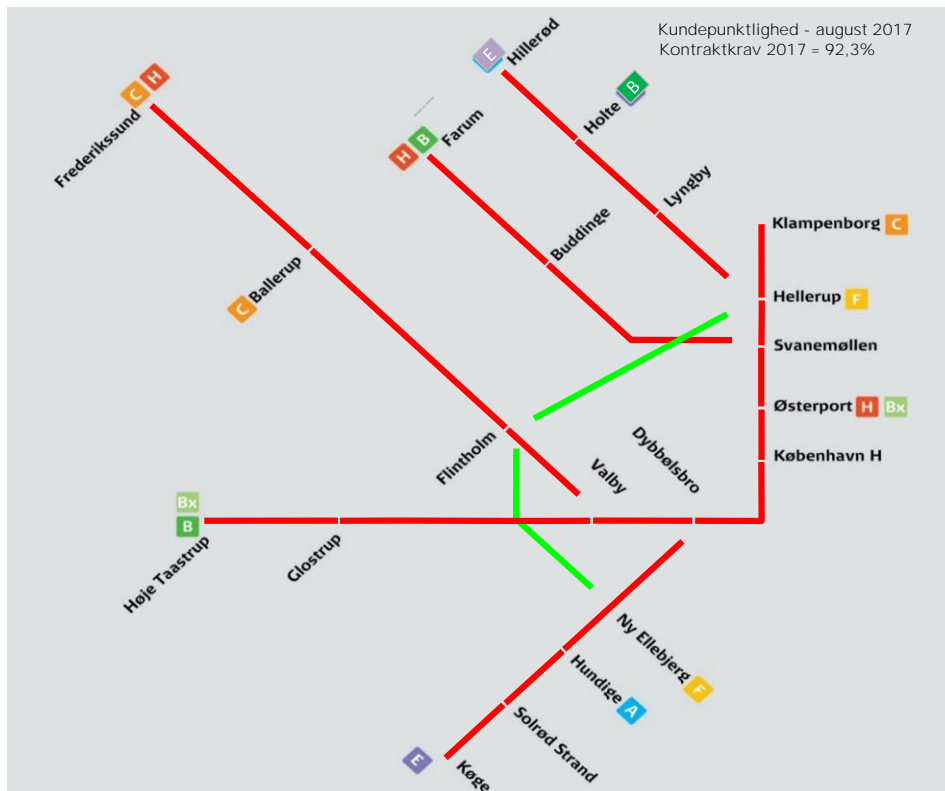 Kundepunktlighed - august 2017
Kontraktkrav 2017 = 92,3%
E Hillerød
B
Holte
C H
Frederikssund
H B Farum
Lyngby
Buddinge
Klampenborg C
C Ballerup
Hellerup F
Svanemøllen
Østerport H Bx
København H
Flintholm
Valby
Dybbølsbro
Bx
B
Høje Taastrup
Glostrup
Ny Ellebjerg F
Hundige A
Solrød Strand
E
Køge